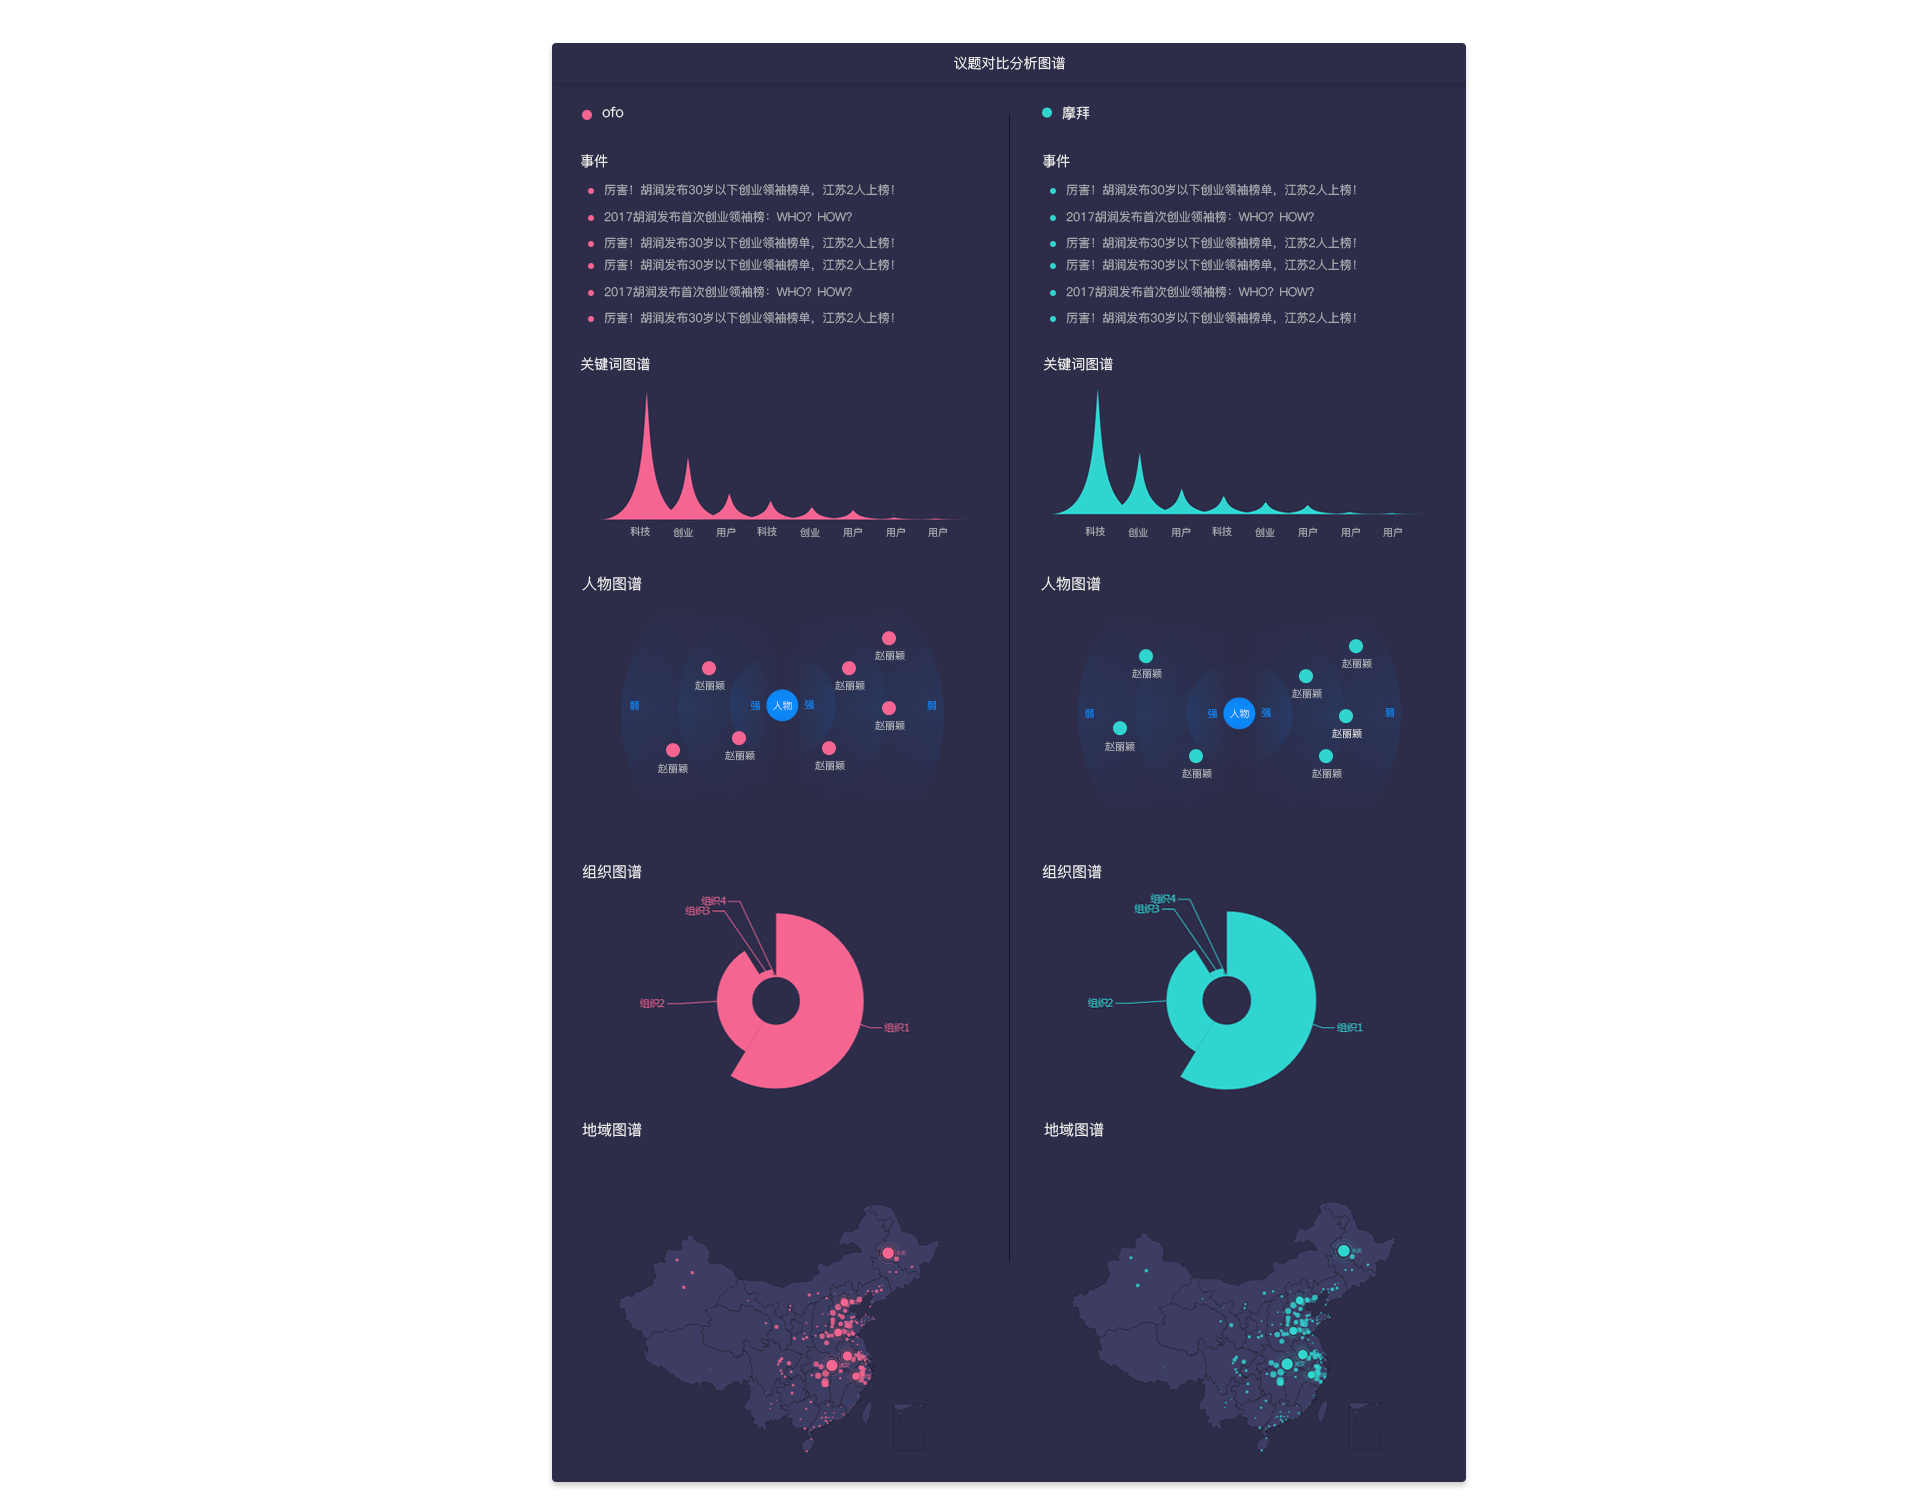 议题对比分析图谱
ofo
事件
厉害！胡润发布30岁以下创业领袖榜单，江苏2人上榜！
2017胡润发布首次创业领袖榜：WHO？HOW？
厉害！胡润发布30岁以下创业领袖榜单，江苏2人上榜！
厉害！胡润发布30岁以下创业领袖榜单，江苏2人上榜！
2017胡润发布首次创业领袖榜：WHO？HOW？
厉害！胡润发布30岁以下创业领袖榜单，江苏2人上榜！
关键词图谱
科技 创业 用户 科技 创业 用户 用户 用户
人物图谱
赵丽颖
赵丽颖 赵丽颖
弱 强 人物 强 弱
赵丽颖
赵丽颖 赵丽颖
赵丽颖
组织图谱
组织4
组织3
组织2
组织1
地域图谱
摩拜
事件
厉害！胡润发布30岁以下创业领袖榜单，江苏2人上榜！
2017胡润发布首次创业领袖榜：WHO？HOW？
厉害！胡润发布30岁以下创业领袖榜单，江苏2人上榜！
厉害！胡润发布30岁以下创业领袖榜单，江苏2人上榜！
2017胡润发布首次创业领袖榜：WHO？HOW？
厉害！胡润发布30岁以下创业领袖榜单，江苏2人上榜！
关键词图谱
科技 创业 用户 科技 创业 用户 用户 用户
人物图谱
赵丽颖
赵丽颖
赵丽颖
弱 强 人物 强 弱
赵丽颖
赵丽颖
赵丽颖 赵丽颖
组织图谱
组织4
组织3
组织2
组织1
地域图谱